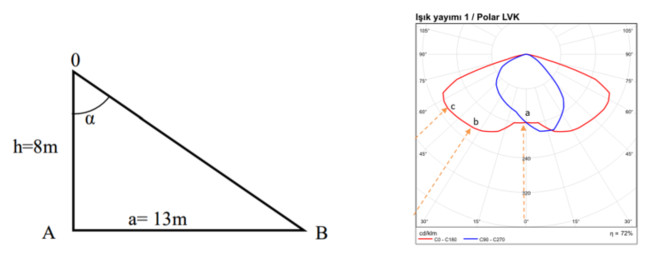 0
α
h=8m
a= 13m
A
B
Işık yayımı 1 / Polar LVK
105° 105°
90° 90°
75° 75°
60° 60°
45° 45°
30° 15° 0° 15° 30°
c
b
a
240
320
cd/klm η = 72%
C0 - C180 C90 - C270